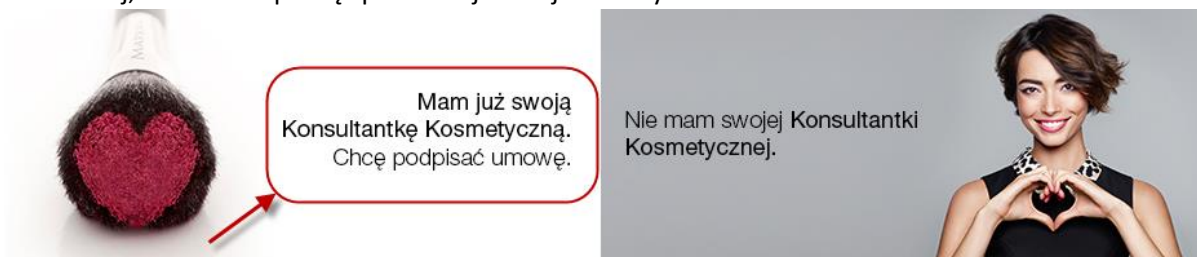 Mam już swoją
Konsultantkę Kosmetyczną.
Chcę podpisać umowę.
Nie mam swojej Konsultantki
Kosmetycznej.